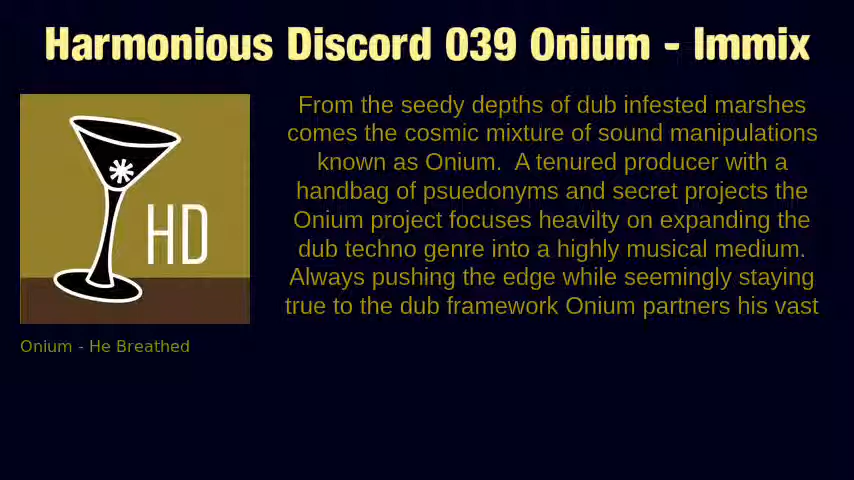 Harmonious Discord 039 Onium - Immix
HD
From the seedy depths of dub infested marshes
comes the cosmic mixture of sound manipulations
known as Onium.  A tenured producer with a
handbag of psuedonyms and secret projects the
Onium project focuses heavilty on expanding the
dub techno genre into a highly musical medium.
Always pushing the edge while seemingly staying
true to the dub framework Onium partners his vast
Onium - He Breathed